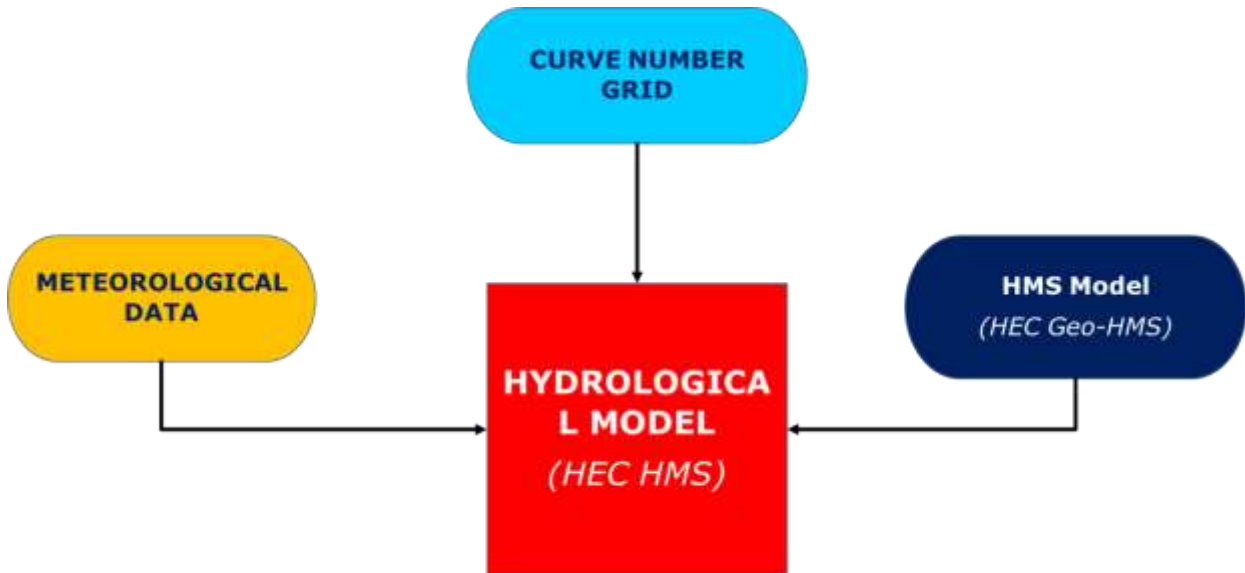 CURVE NUMBER
GRID
METEOROLOGICAL
DATA
HMS Model
(HEC Geo-HMS)
HYDROLOGICA
L MODEL
(HEC HMS)